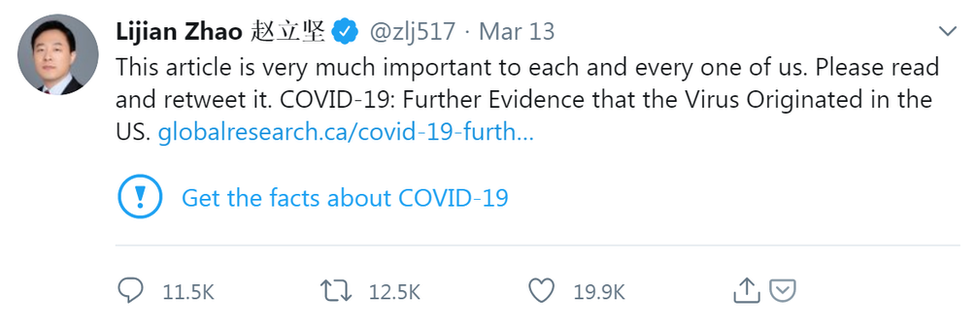 Lijian Zhao 赵立坚 @zlj517 · Mar 13
This article is very much important to each and every one of us. Please read
and retweet it. COVID-19: Further Evidence that the Virus Originated in the
US. globalresearch.ca/covid-19-furth...
Get the facts about COVID-19
11.5K 12.5K 19.9K